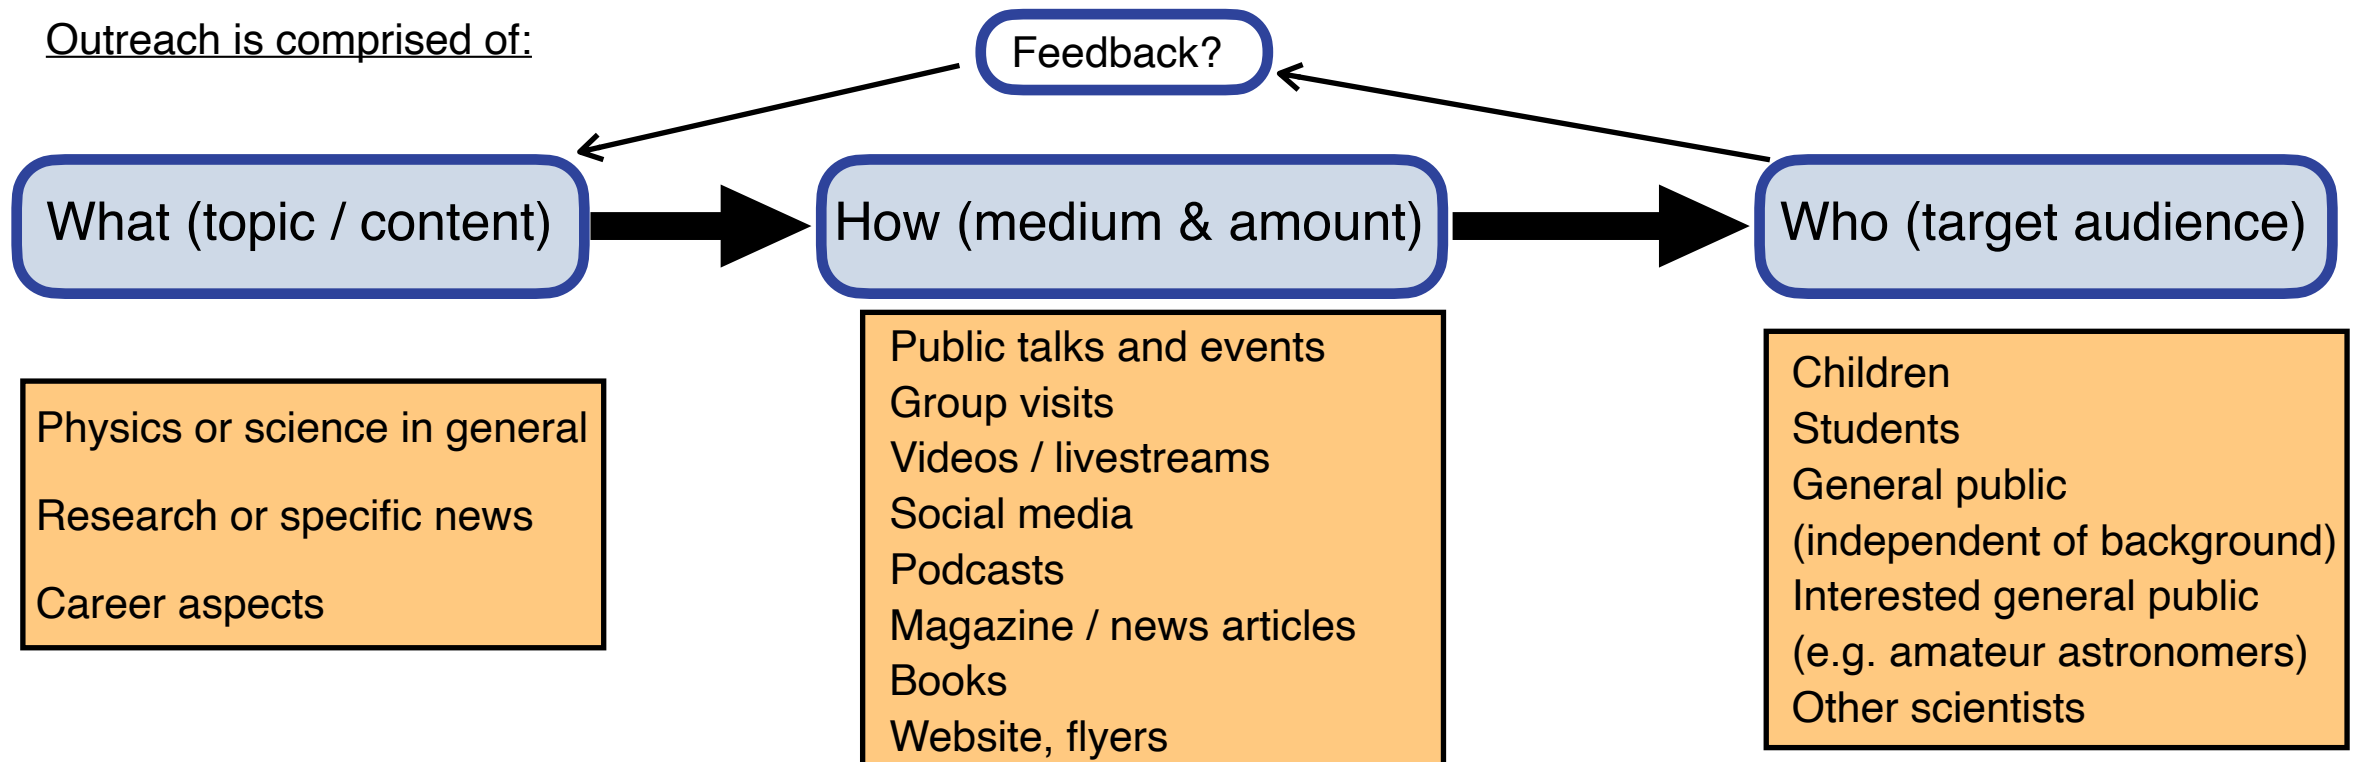 Outreach is comprised of:
Feedback?
What (topic / content)
How (medium & amount)
Who (target audience)
Physics or science in general
Research or specific news
Career aspects
Public talks and events
Group visits
Videos / livestreams
Social media
Podcasts
Magazine / news articles
Books
Website, flyers
Children
Students
General public
(independent of background)
Interested general public
(e.g. amateur astronomers)
Other scientists